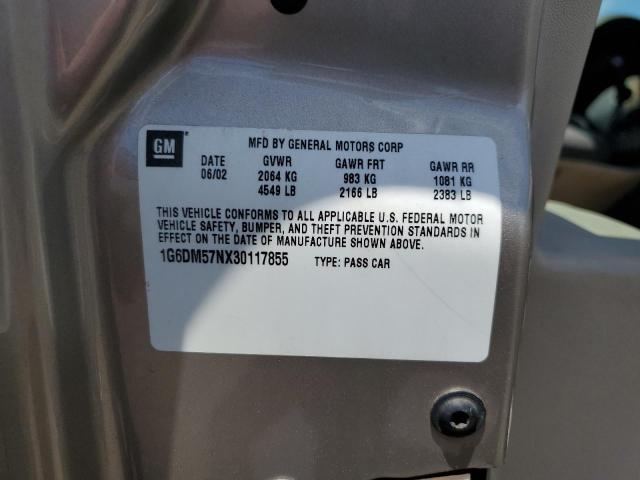 GM
MFD BY GENERAL MOTORS CORP
DATE GVWR GAWR FRT GAWR RR
06/02 2064 KG 983 KG 1081 KG
4549 LB 2166 LB 2383 LB
THIS VEHICLE CONFORMS TO ALL APPLICABLE U.S. FEDERAL MOTOR
VEHICLE SAFETY, BUMPER, AND THEFT PREVENTION STANDARDS IN
EFFECT ON THE DATE OF MANUFACTURE SHOWN ABOVE.
1G6DM57NX30117855 TYPE: PASS CAR